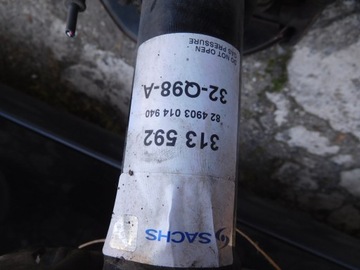 SACHS
313 592
82 4903 014 940
32-Q98-A
DO NOT OPEN
GAS PRESSURE